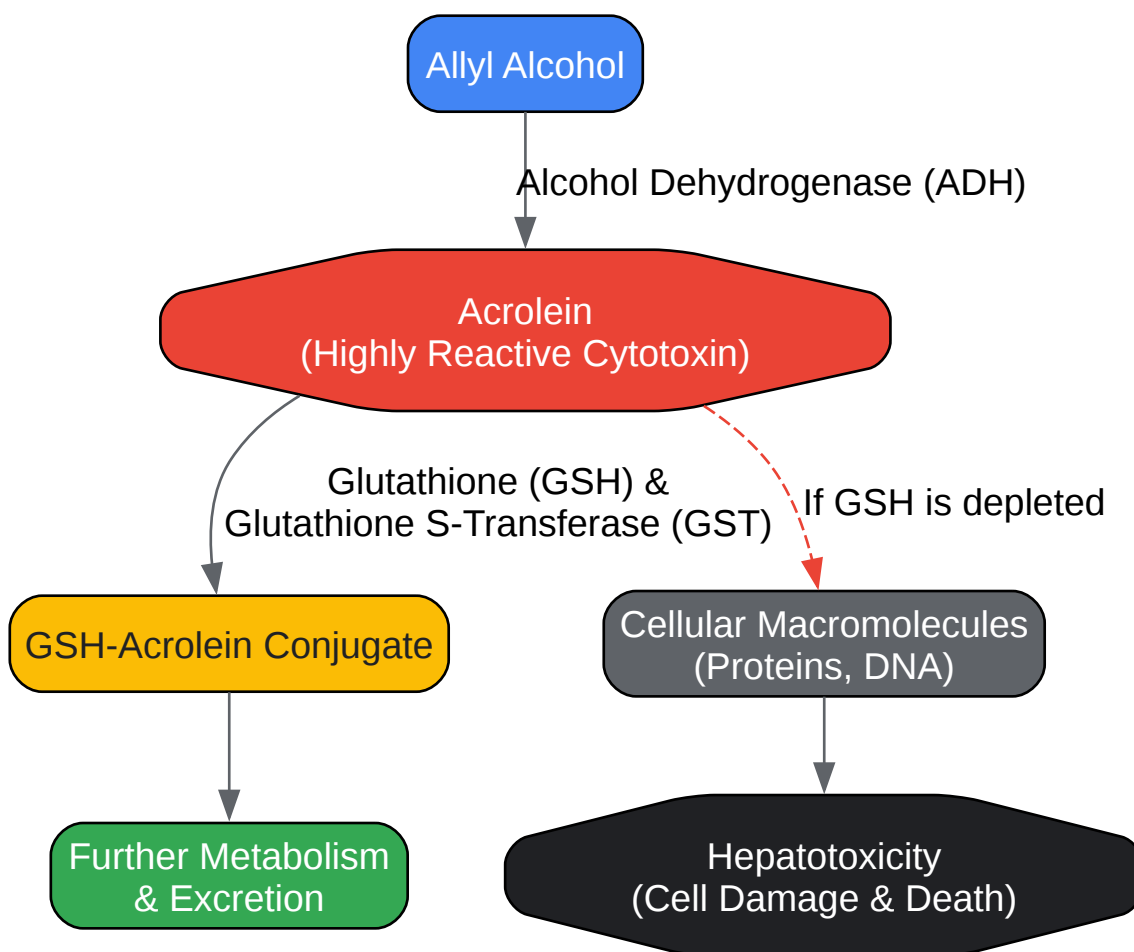 Allyl Alcohol
Alcohol Dehydrogenase (ADH)
Acrolein
(Highly Reactive Cytotoxin)
Glutathione (GSH) &
Glutathione S-Transferase (GST)
If GSH is depleted
GSH-Acrolein Conjugate
Cellular Macromolecules
(Proteins, DNA)
Further Metabolism
& Excretion
Hepatotoxicity
(Cell Damage & Death)